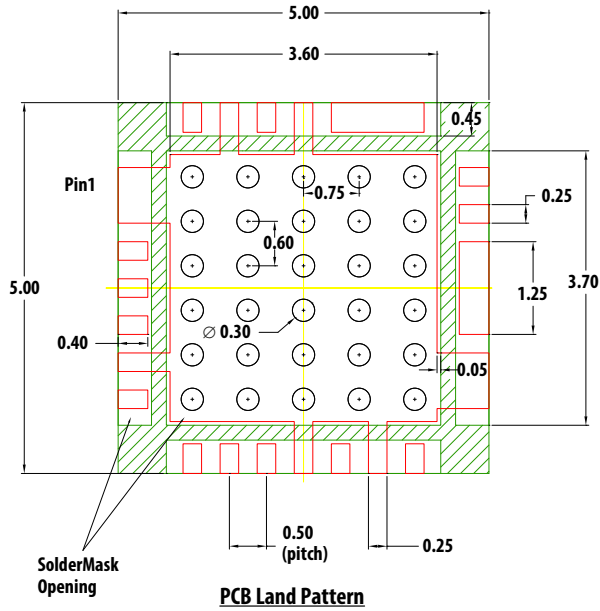 5.00
3.60
0.45
Pin1
0.75
0.25
0.60
5.00
1.25
3.70
∅ 0.30
0.40
0.05
0.50
(pitch)
0.25
SolderMask
Opening
PCB Land Pattern